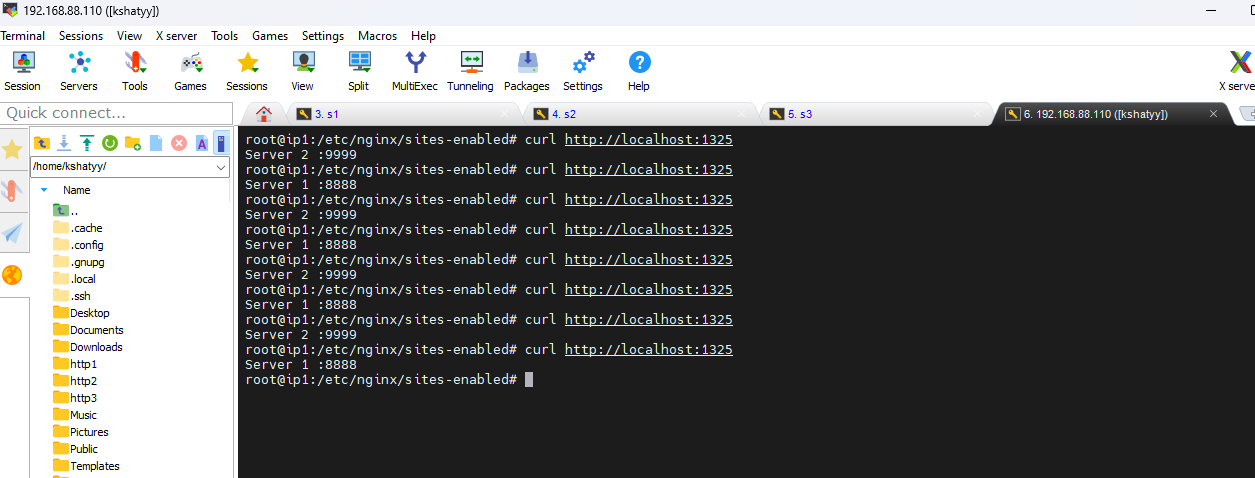 192.168.88.110 ([kshatyy])
Terminal Sessions View X server Tools Games Settings Macros Help
Session Servers Tools Games Sessions View Split MultiExec Tunneling Packages Settings Help X serve
Quick connect...
3. s1
4. s2
5. s3
6. 192.168.88.110 ([kshatyy])
/home/kshatyy/
Name
..
.cache
.config
.gnupg
.local
.ssh
Desktop
Documents
Downloads
http1
http2
http3
Music
Pictures
Public
Templates
root@ip1:/etc/nginx/sites-enabled# curl http://localhost:1325
Server 2 :9999
root@ip1:/etc/nginx/sites-enabled# curl http://localhost:1325
Server 1 :8888
root@ip1:/etc/nginx/sites-enabled# curl http://localhost:1325
Server 2 :9999
root@ip1:/etc/nginx/sites-enabled# curl http://localhost:1325
Server 1 :8888
root@ip1:/etc/nginx/sites-enabled# curl http://localhost:1325
Server 2 :9999
root@ip1:/etc/nginx/sites-enabled# curl http://localhost:1325
Server 1 :8888
root@ip1:/etc/nginx/sites-enabled# curl http://localhost:1325
Server 2 :9999
root@ip1:/etc/nginx/sites-enabled# curl http://localhost:1325
Server 1 :8888
root@ip1:/etc/nginx/sites-enabled#